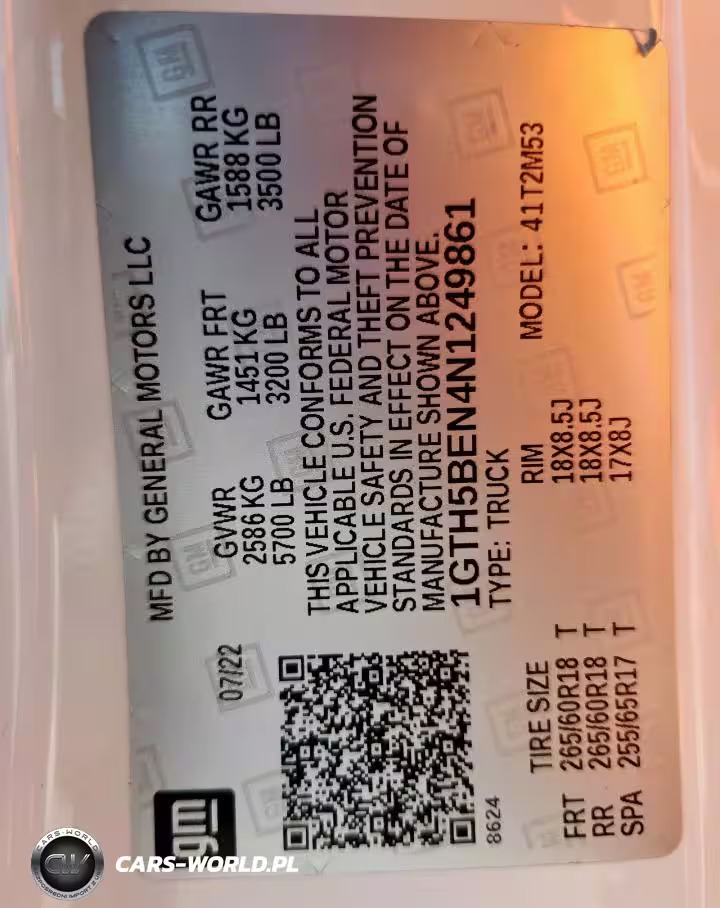 gm
07/22
MFD BY GENERAL MOTORS LLC
GVWR GAWR FRT GAWR RR
2586 KG 1451 KG 1588 KG
5700 LB 3200 LB 3500 LB
THIS VEHICLE CONFORMS TO ALL
APPLICABLE U.S. FEDERAL MOTOR
VEHICLE SAFETY AND THEFT PREVENTION
STANDARDS IN EFFECT ON THE DATE OF
MANUFACTURE SHOWN ABOVE.
1GTH5BEN4N1249861
8624
TYPE: TRUCK
MODEL: 41T2M53
TIRE SIZE RIM
FRT 265/60R18 T 18X8.5J
RR 265/60R18 T 18X8.5J
SPA 255/65R17 T 17X8J
CARS-WORLD
CW
CARS-WORLD.PL